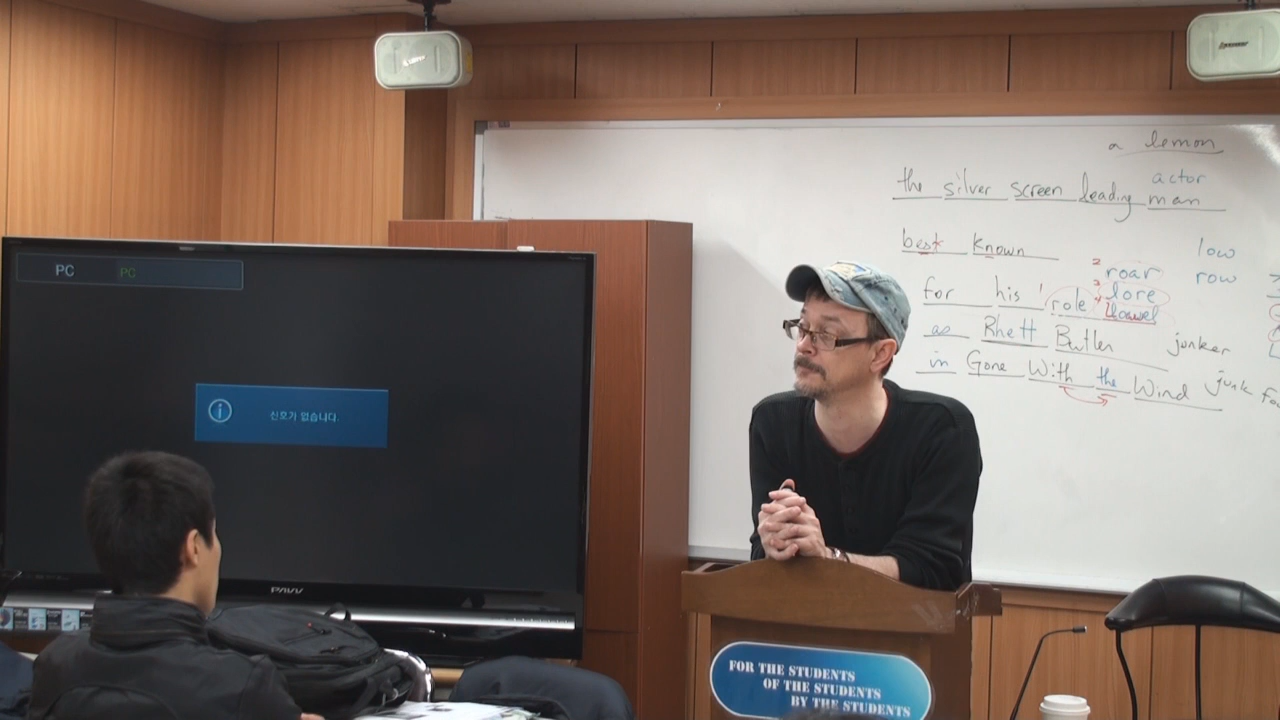 a lemon
actor
the silver screen leading man
best known
low
roar
row
for his role
lore
as Rhett Butler
junker
in Gone With the Wind
junk
PC PC
신호가 없습니다.
PAVV
FOR THE STUDENTS
OF THE STUDENTS
BY THE STUDENTS